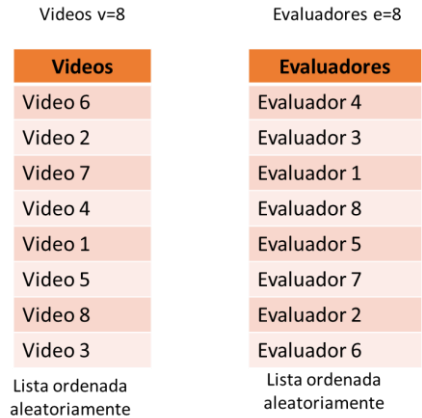 Videos v=8
Evaluadores e=8
Videos
Evaluadores
Video 6
Evaluador 4
Video 2
Evaluador 3
Video 7
Evaluador 1
Video 4
Evaluador 8
Video 1
Evaluador 5
Video 5
Evaluador 7
Video 8
Evaluador 2
Video 3
Evaluador 6
Lista ordenada
aleatoriamente
Lista ordenada
aleatoriamente